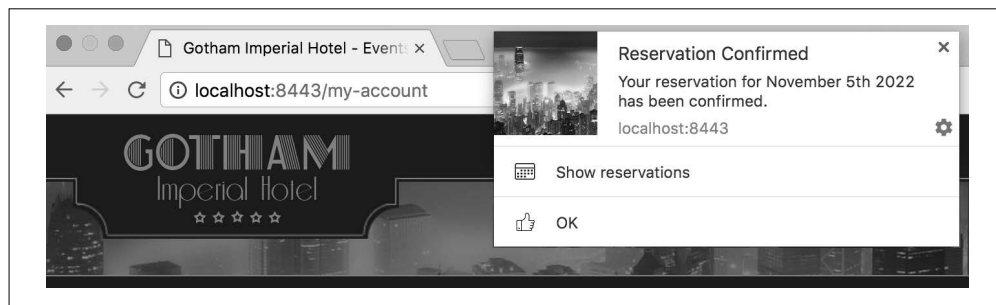 Gotham Imperial Hotel - Events
localhost:8443/my-account
Reservation Confirmed
Your reservation for November 5th 2022
has been confirmed.
localhost:8443
Show reservations
OK
GOTHAM
Imperial Hotel